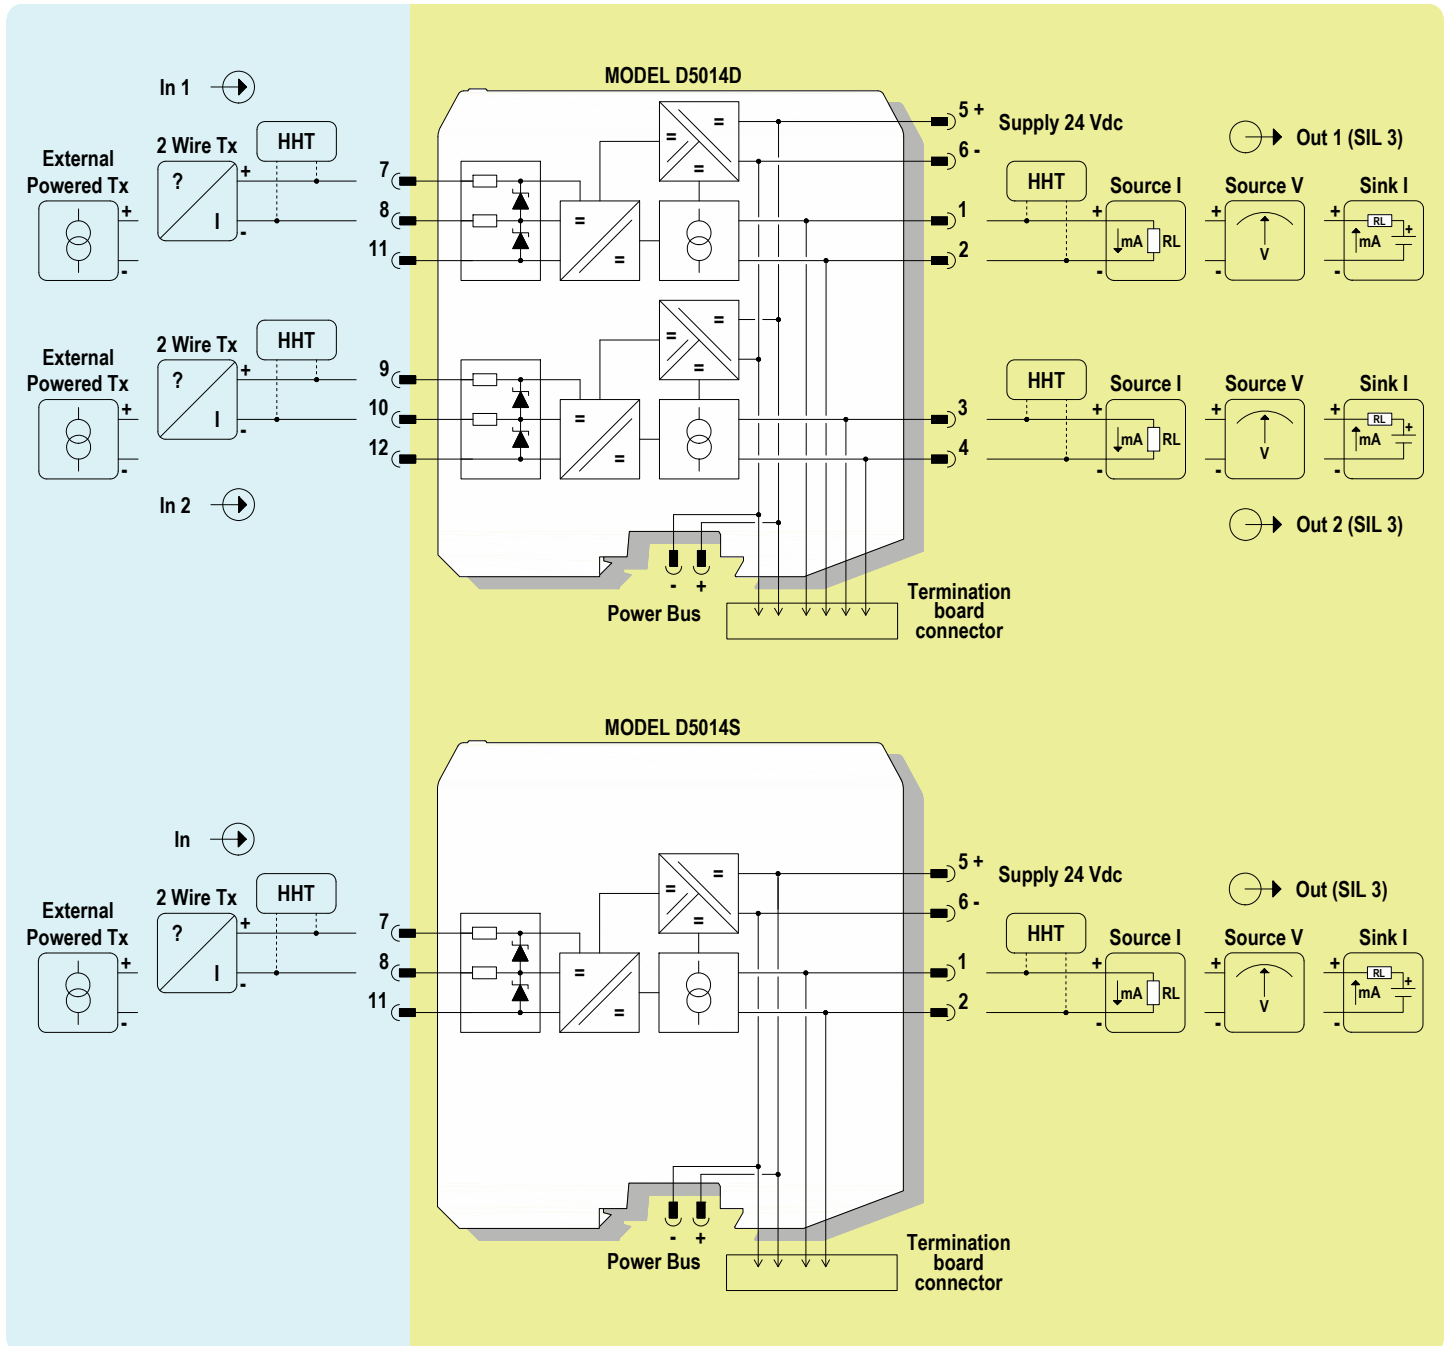 MODEL D5014D
In 1
5 +
Supply 24 Vdc
6 -
Out 1 (SIL 3)
External
Powered Tx
+
-
2 Wire Tx
?
I
+
-
HHT
7
8
11
=
=
=
=
=
1
2
HHT
Source I
+
mA
RL
-
Source V
+
V
-
Sink I
+
RL
mA
+
-
External
Powered Tx
+
-
2 Wire Tx
?
I
+
-
HHT
9
10
12
=
=
=
=
=
3
4
HHT
Source I
+
mA
RL
-
Source V
+
V
-
Sink I
+
RL
mA
+
-
In 2
Out 2 (SIL 3)
- +
Power Bus
Termination
board
connector
MODEL D5014S
In
5 +
Supply 24 Vdc
6 -
Out (SIL 3)
External
Powered Tx
+
-
2 Wire Tx
?
I
+
-
HHT
7
8
11
=
=
=
=
=
1
2
HHT
Source I
+
mA
RL
-
Source V
+
V
-
Sink I
+
RL
mA
+
-
- +
Power Bus
Termination
board
connector